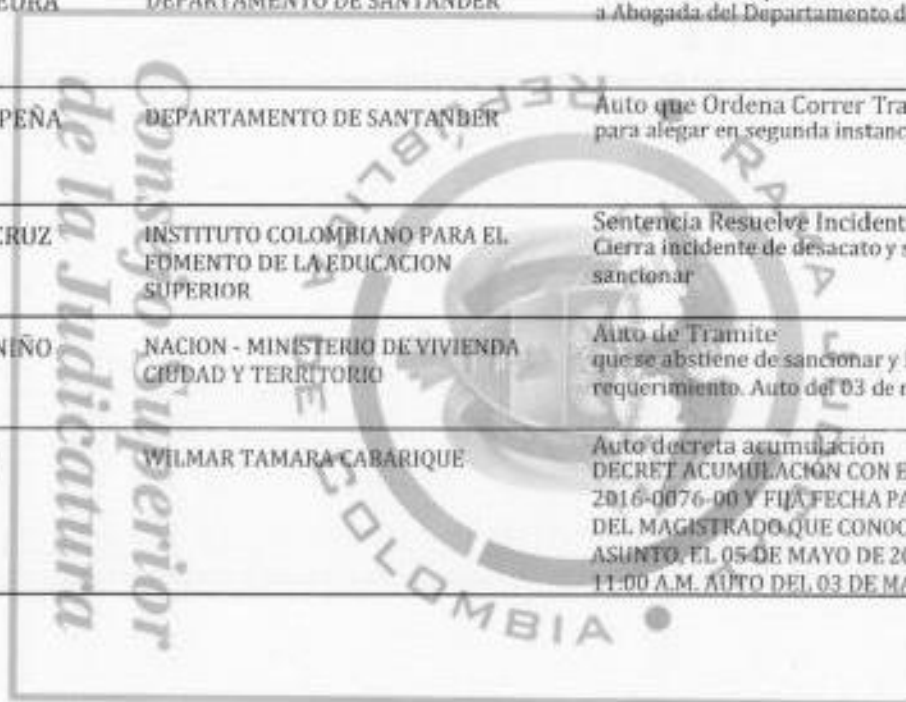 DEPARTAMENTO DE SANTANDER
a Abogada del Departamento d
PEÑA
DEPARTAMENTO DE SANTANDER
Auto que Ordena Correr Tra
para alegar en segunda instanc
CRUZ
INSTITUTO COLOMBIANO PARA EL
FOMENTO DE LA EDUCACION
SUPERIOR
Sentencia Resuelve Incident
Cierra incidente de desacato y s
sancionar
NIÑO
NACION - MINISTERIO DE VIVIENDA
CIUDAD Y TERRITORIO
Auto de Tramite
que se abstiene de sancionar y
requerimiento. Auto del 03 de
WILMAR TAMARA CABARIQUE
Auto decreta acumulación
DECRET ACUMULACIÓN CON E
2016-0076-00 Y FIJA FECHA PA
DEL MAGISTRADO QUE CONOC
ASUNTO, EL 05 DE MAYO DE 20
11:00 A.M. AUTO DEL 03 DE MA
Consejo Superior
de la Judicatura
REPÚBLICA DE COLOMBIA
RAMA JUDICIAL